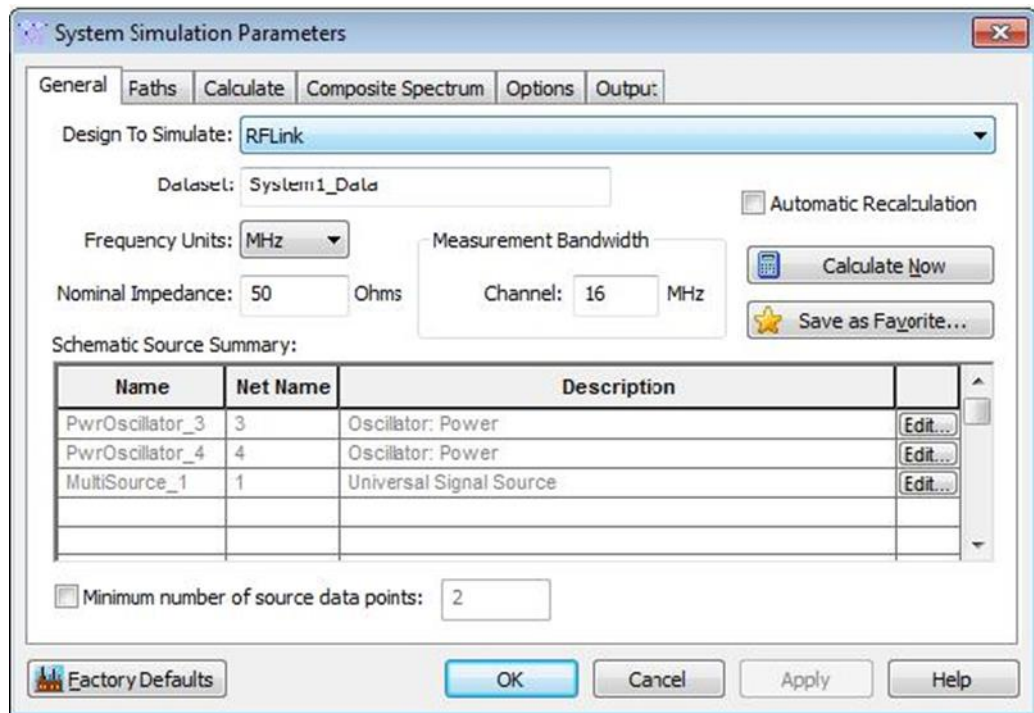 System Simulation Parameters
General Paths Calculate Composite Spectrum Options Output
Design To Simulate: RFLink
Dataset: System1_Data
Automatic Recalculation
Frequency Units: MHz
Measurement Bandwidth
Calculate Now
Nominal Impedance: 50 Ohms
Channel: 16 MHz
Save as Favorite...
Schematic Source Summary:
Name Net Name Description
PwrOscillator_3 3 Oscillator: Power Edit...
PwrOscillator_4 4 Oscillator: Power Edit...
MultiSource_1 1 Universal Signal Source Edit...
Minimum number of source data points: 2
Factory Defaults OK Cancel Apply Help